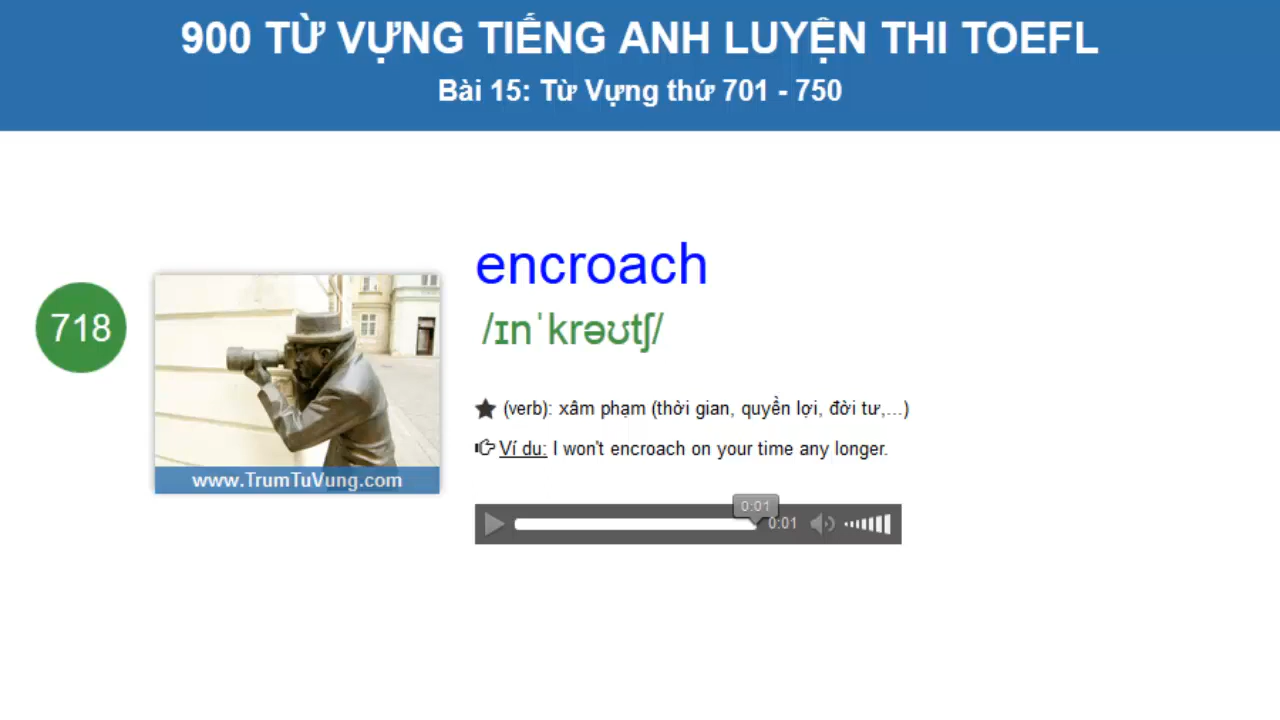 900 TỪ VỰNG TIẾNG ANH LUYỆN THI TOEFL
Bài 15: Từ Vựng thứ 701 - 750
718
www.TrumTuVung.com
encroach
/ɪnˈkrəʊtʃ/
(verb): xâm phạm (thời gian, quyền lợi, đời tư,...)
Ví du: I won't encroach on your time any longer.
0:01
0:01